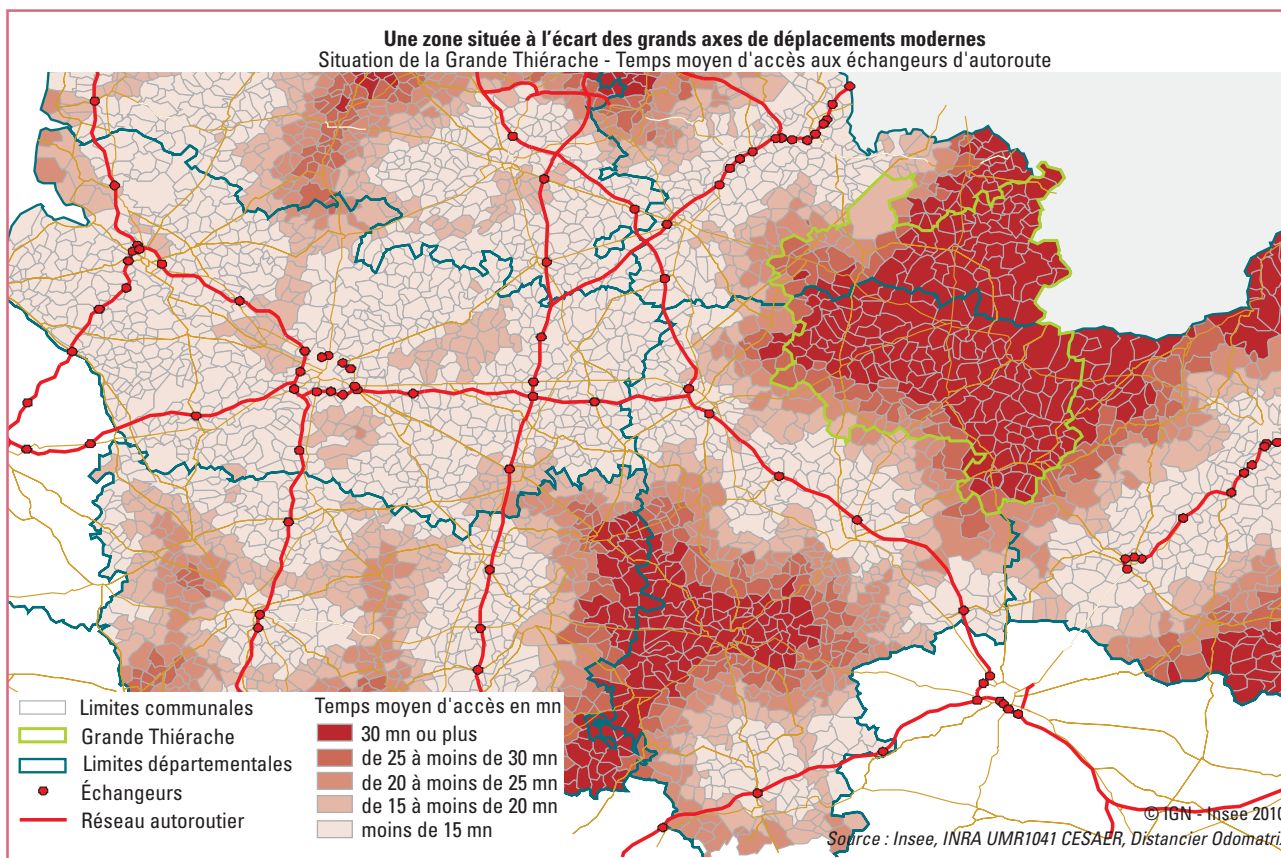 Une zone située à l'écart des grands axes de déplacements modernes
Situation de la Grande Thiérache - Temps moyen d'accès aux échangeurs d'autoroute
Limites communales
Grande Thiérache
Limites départementales
Échangeurs
Réseau autoroutier
Temps moyen d'accès en mn
30 mn ou plus
de 25 à moins de 30 mn
de 20 à moins de 25 mn
de 15 à moins de 20 mn
moins de 15 mn
© IGN - Insee 2010
Source : Insee, INRA UMR1041 CESAER, Distancier Odomatri